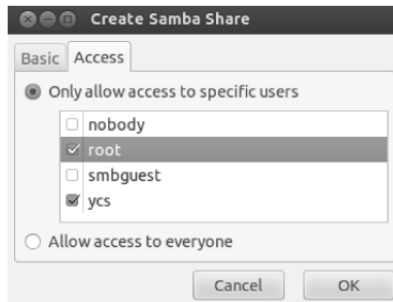 Create Samba Share
Basic Access
Only allow access to specific users
nobody
root
smbguest
ycs
Allow access to everyone
Cancel OK